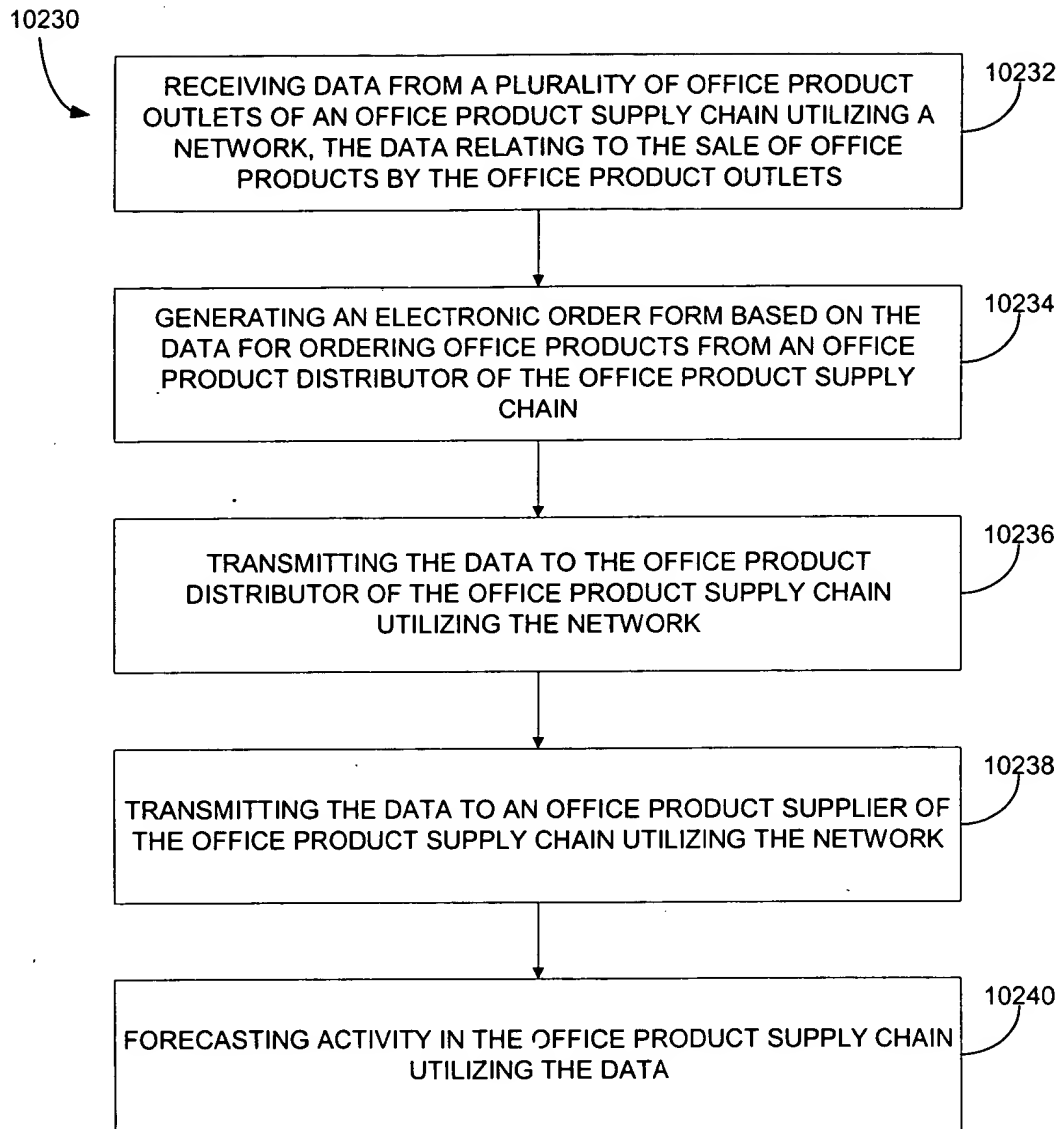 10230
RECEIVING DATA FROM A PLURALITY OF OFFICE PRODUCT
OUTLETS OF AN OFFICE PRODUCT SUPPLY CHAIN UTILIZING A
NETWORK, THE DATA RELATING TO THE SALE OF OFFICE
PRODUCTS BY THE OFFICE PRODUCT OUTLETS
10232
GENERATING AN ELECTRONIC ORDER FORM BASED ON THE
DATA FOR ORDERING OFFICE PRODUCTS FROM AN OFFICE
PRODUCT DISTRIBUTOR OF THE OFFICE PRODUCT SUPPLY
CHAIN
10234
TRANSMITTING THE DATA TO THE OFFICE PRODUCT
DISTRIBUTOR OF THE OFFICE PRODUCT SUPPLY CHAIN
UTILIZING THE NETWORK
10236
TRANSMITTING THE DATA TO AN OFFICE PRODUCT SUPPLIER OF
THE OFFICE PRODUCT SUPPLY CHAIN UTILIZING THE NETWORK
10238
FORECASTING ACTIVITY IN THE OFFICE PRODUCT SUPPLY CHAIN
UTILIZING THE DATA
10240